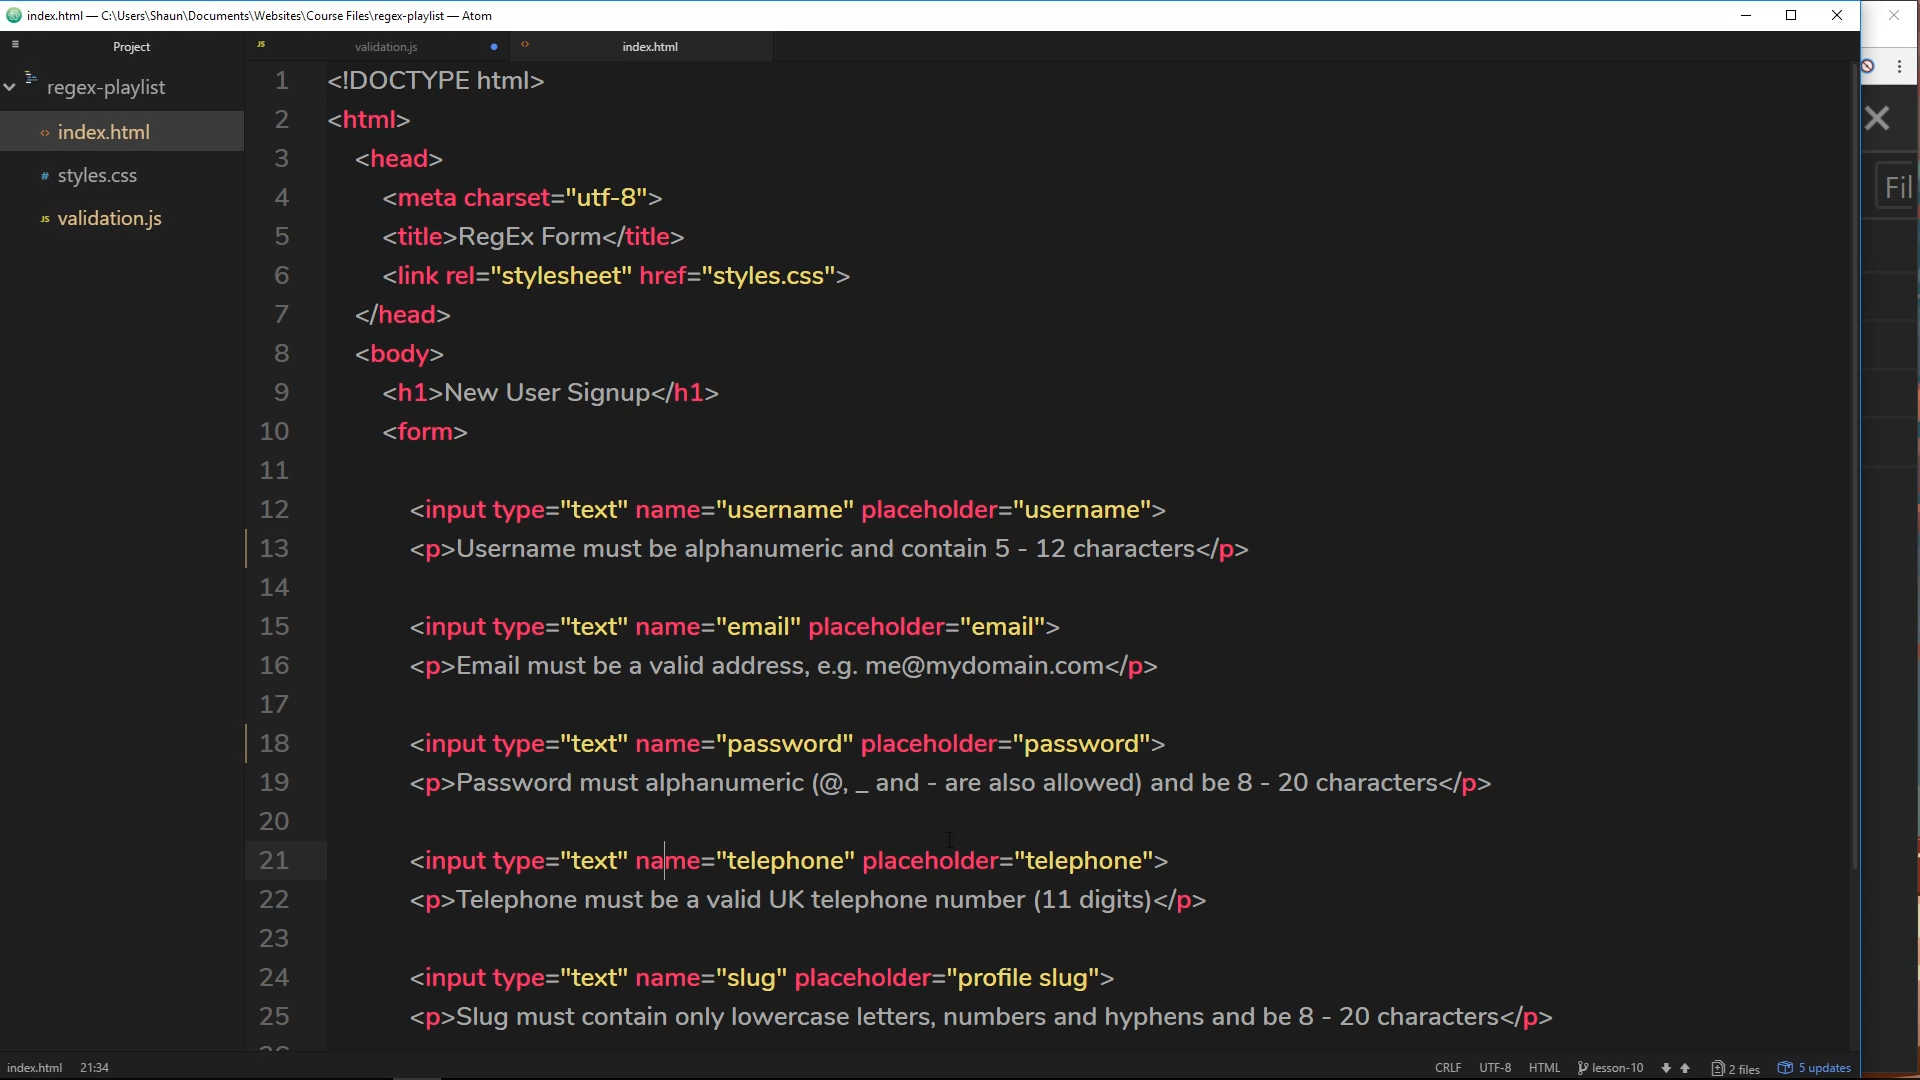 index.html — C:\Users\Shaun\Documents\Websites\Course Files\regex-playlist — Atom
Project
validation.js
index.html
regex-playlist
index.html
styles.css
validation.js
1 <!DOCTYPE html>
2 <html>
3 <head>
4 <meta charset="utf-8">
5 <title>RegEx Form</title>
6 <link rel="stylesheet" href="styles.css">
7 </head>
8 <body>
9 <h1>New User Signup</h1>
10 <form>
11
12 <input type="text" name="username" placeholder="username">
13 <p>Username must be alphanumeric and contain 5 - 12 characters</p>
14
15 <input type="text" name="email" placeholder="email">
16 <p>Email must be a valid address, e.g. me@mydomain.com</p>
17
18 <input type="text" name="password" placeholder="password">
19 <p>Password must alphanumeric (@, _ and - are also allowed) and be 8 - 20 characters</p>
20
21 <input type="text" name="telephone" placeholder="telephone">
22 <p>Telephone must be a valid UK telephone number (11 digits)</p>
23
24 <input type="text" name="slug" placeholder="profile slug">
25 <p>Slug must contain only lowercase letters, numbers and hyphens and be 8 - 20 characters</p>
Fil
index.html 21:34
CRLF UTF-8 HTML lesson-10 2 files 5 updates